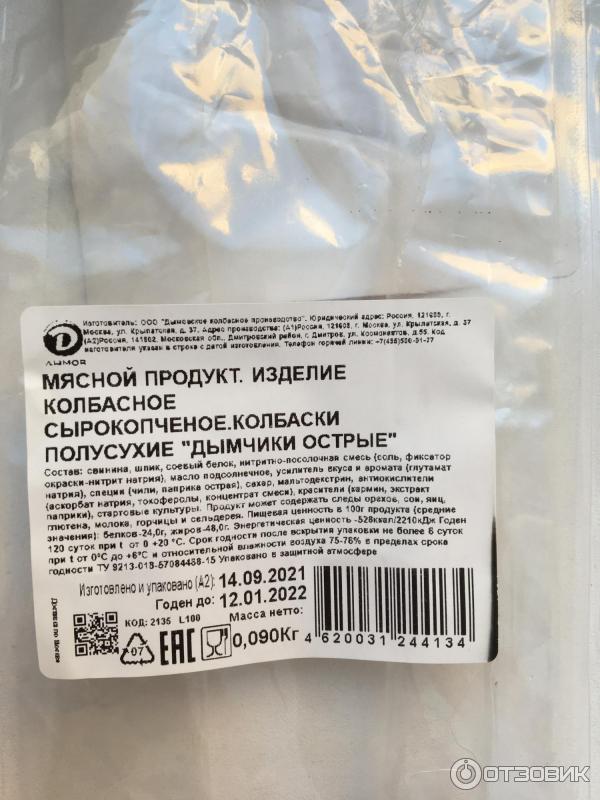 Изготовитель: ООО "Дымовское колбасное производство". Юридический адрес: Россия, 121608, г.
Москва, ул. Крылатская, д. 37. Адрес производства: (А1)Россия, 121608, г. Москва, ул. Крылатская, д. 37
(А2)Россия, 141802, Московская обл., Дмитровский район, г. Дмитров, ул. Космонавтов, д.55. Код
изготовителя указан в строке с датой изготовления. Телефон горячей линии:
ДЫМОВ
МЯСНОЙ ПРОДУКТ. ИЗДЕЛИЕ
КОЛБАСНОЕ
СЫРОКОПЧЕНОЕ.КОЛБАСКИ
ПОЛУСУХИЕ "ДЫМЧИКИ ОСТРЫЕ"
Состав: свинина, шпик, соевый белок, нитритно-посолочная смесь (соль, фиксатор
окраски-нитрит натрия), масло подсолнечное, усилитель вкуса и аромата (глутамат
натрия), специи (чили, паприка острая), сахар, мальтодекстрин, антиокислители
(аскорбат натрия, токоферолы, концентрат смеси), красители (кармин, экстракт
паприки), стартовые культуры. Продукт может содержать следы орехов, сои, яиц,
глютена, молока, горчицы и сельдерея. Пищевая ценность в 100г продукта (средние
значения): белков-24,0г, жиров-48,0г. Энергетическая ценность -528ккал/2210кДж Годен
120 суток при t от 0 +20 °С. Срок годности после вскрытия упаковки не более 6 суток
при t от 0°С до +6°С и относительной влажности воздуха 75-78% в пределах срока
годности ТУ 9213-018-57084488-15 Упаковано в защитной атмосфере
Изготовлено и упаковано (А2): 14.09.2021
Годен до: 12.01.2022
КОД: 2135 L100
Масса нетто:
07
EAC
0,090Кг
4 620031 244134
ОТЗОВИК